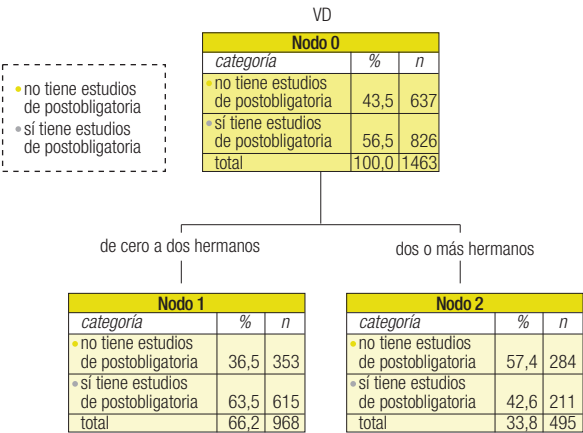 VD
Nodo 0
categoría % n
no tiene estudios
de postobligatoria 43,5 637
sí tiene estudios
de postobligatoria 56,5 826
total 100,0 1463
no tiene estudios
de postobligatoria
sí tiene estudios
de postobligatoria
de cero a dos hermanos
dos o más hermanos
Nodo 1
categoría % n
no tiene estudios
de postobligatoria 36,5 353
sí tiene estudios
de postobligatoria 63,5 615
total 66,2 968
Nodo 2
categoría % n
no tiene estudios
de postobligatoria 57,4 284
sí tiene estudios
de postobligatoria 42,6 211
total 33,8 495